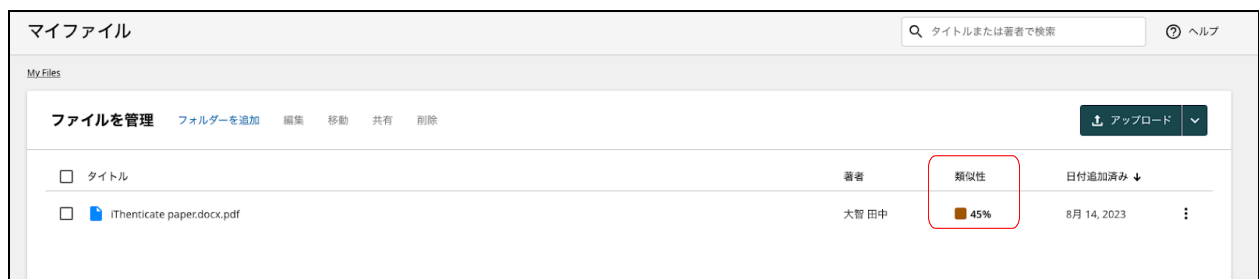 マイファイル タイトルまたは著者で検索 ヘルプ
My Files
ファイルを管理 フォルダーを追加 編集 移動 共有 削除 アップロード
タイトル 著者 類似性 日付追加済み ↓
iThenticate paper.docx.pdf 大智 田中 45% 8月 14, 2023